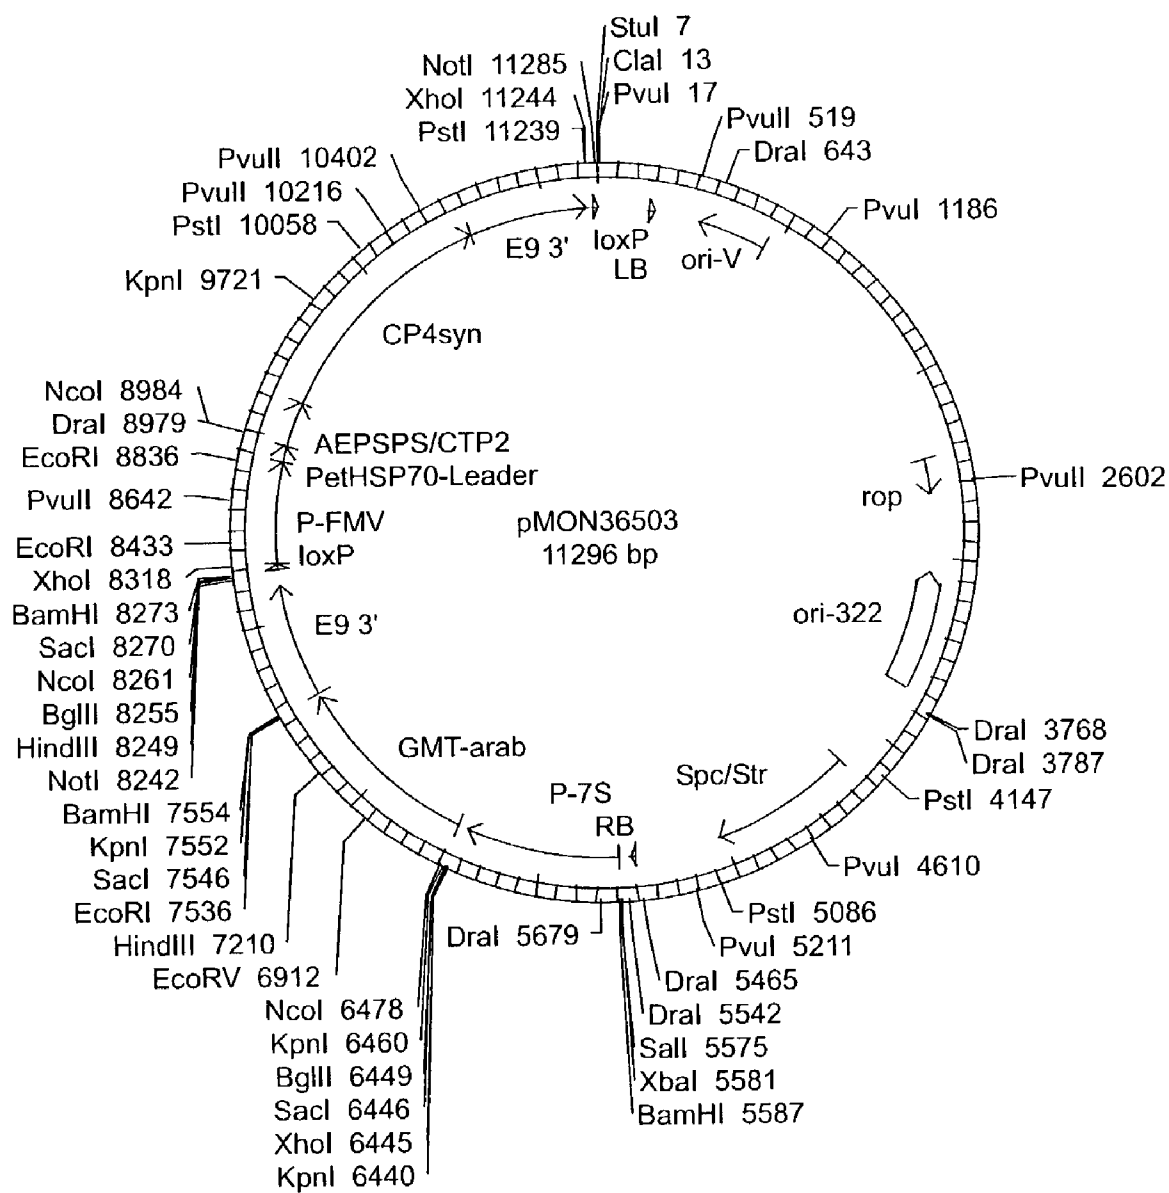 StuI 7
ClaI 13
PvuI 17
NotI 11285
XhoI 11244
PstI 11239
PvuII 519
DraI 643
PvuI 1186
PvuII 2602
DraI 3768
DraI 3787
PstI 4147
PvuI 4610
PstI 5086
PvuI 5211
DraI 5465
DraI 5542
SalI 5575
XbaI 5581
BamHI 5587
DraI 5679
KpnI 6440
XhoI 6445
SacI 6446
BglII 6449
KpnI 6460
NcoI 6478
EcoRV 6912
HindIII 7210
EcoRI 7536
SacI 7546
KpnI 7552
BamHI 7554
NotI 8242
HindIII 8249
BglII 8255
NcoI 8261
SacI 8270
BamHI 8273
XhoI 8318
EcoRI 8433
PvuII 8642
EcoRI 8836
DraI 8979
NcoI 8984
KpnI 9721
PstI 10058
PvuII 10216
PvuII 10402
E9 3'
loxP
LB
ori-V
CP4syn
AEPSPS/CTP2
PetHSP70-Leader
P-FMV
loxP
E9 3'
GMT-arab
P-7S
RB
Spc/Str
ori-322
rop
pMON36503
11296 bp